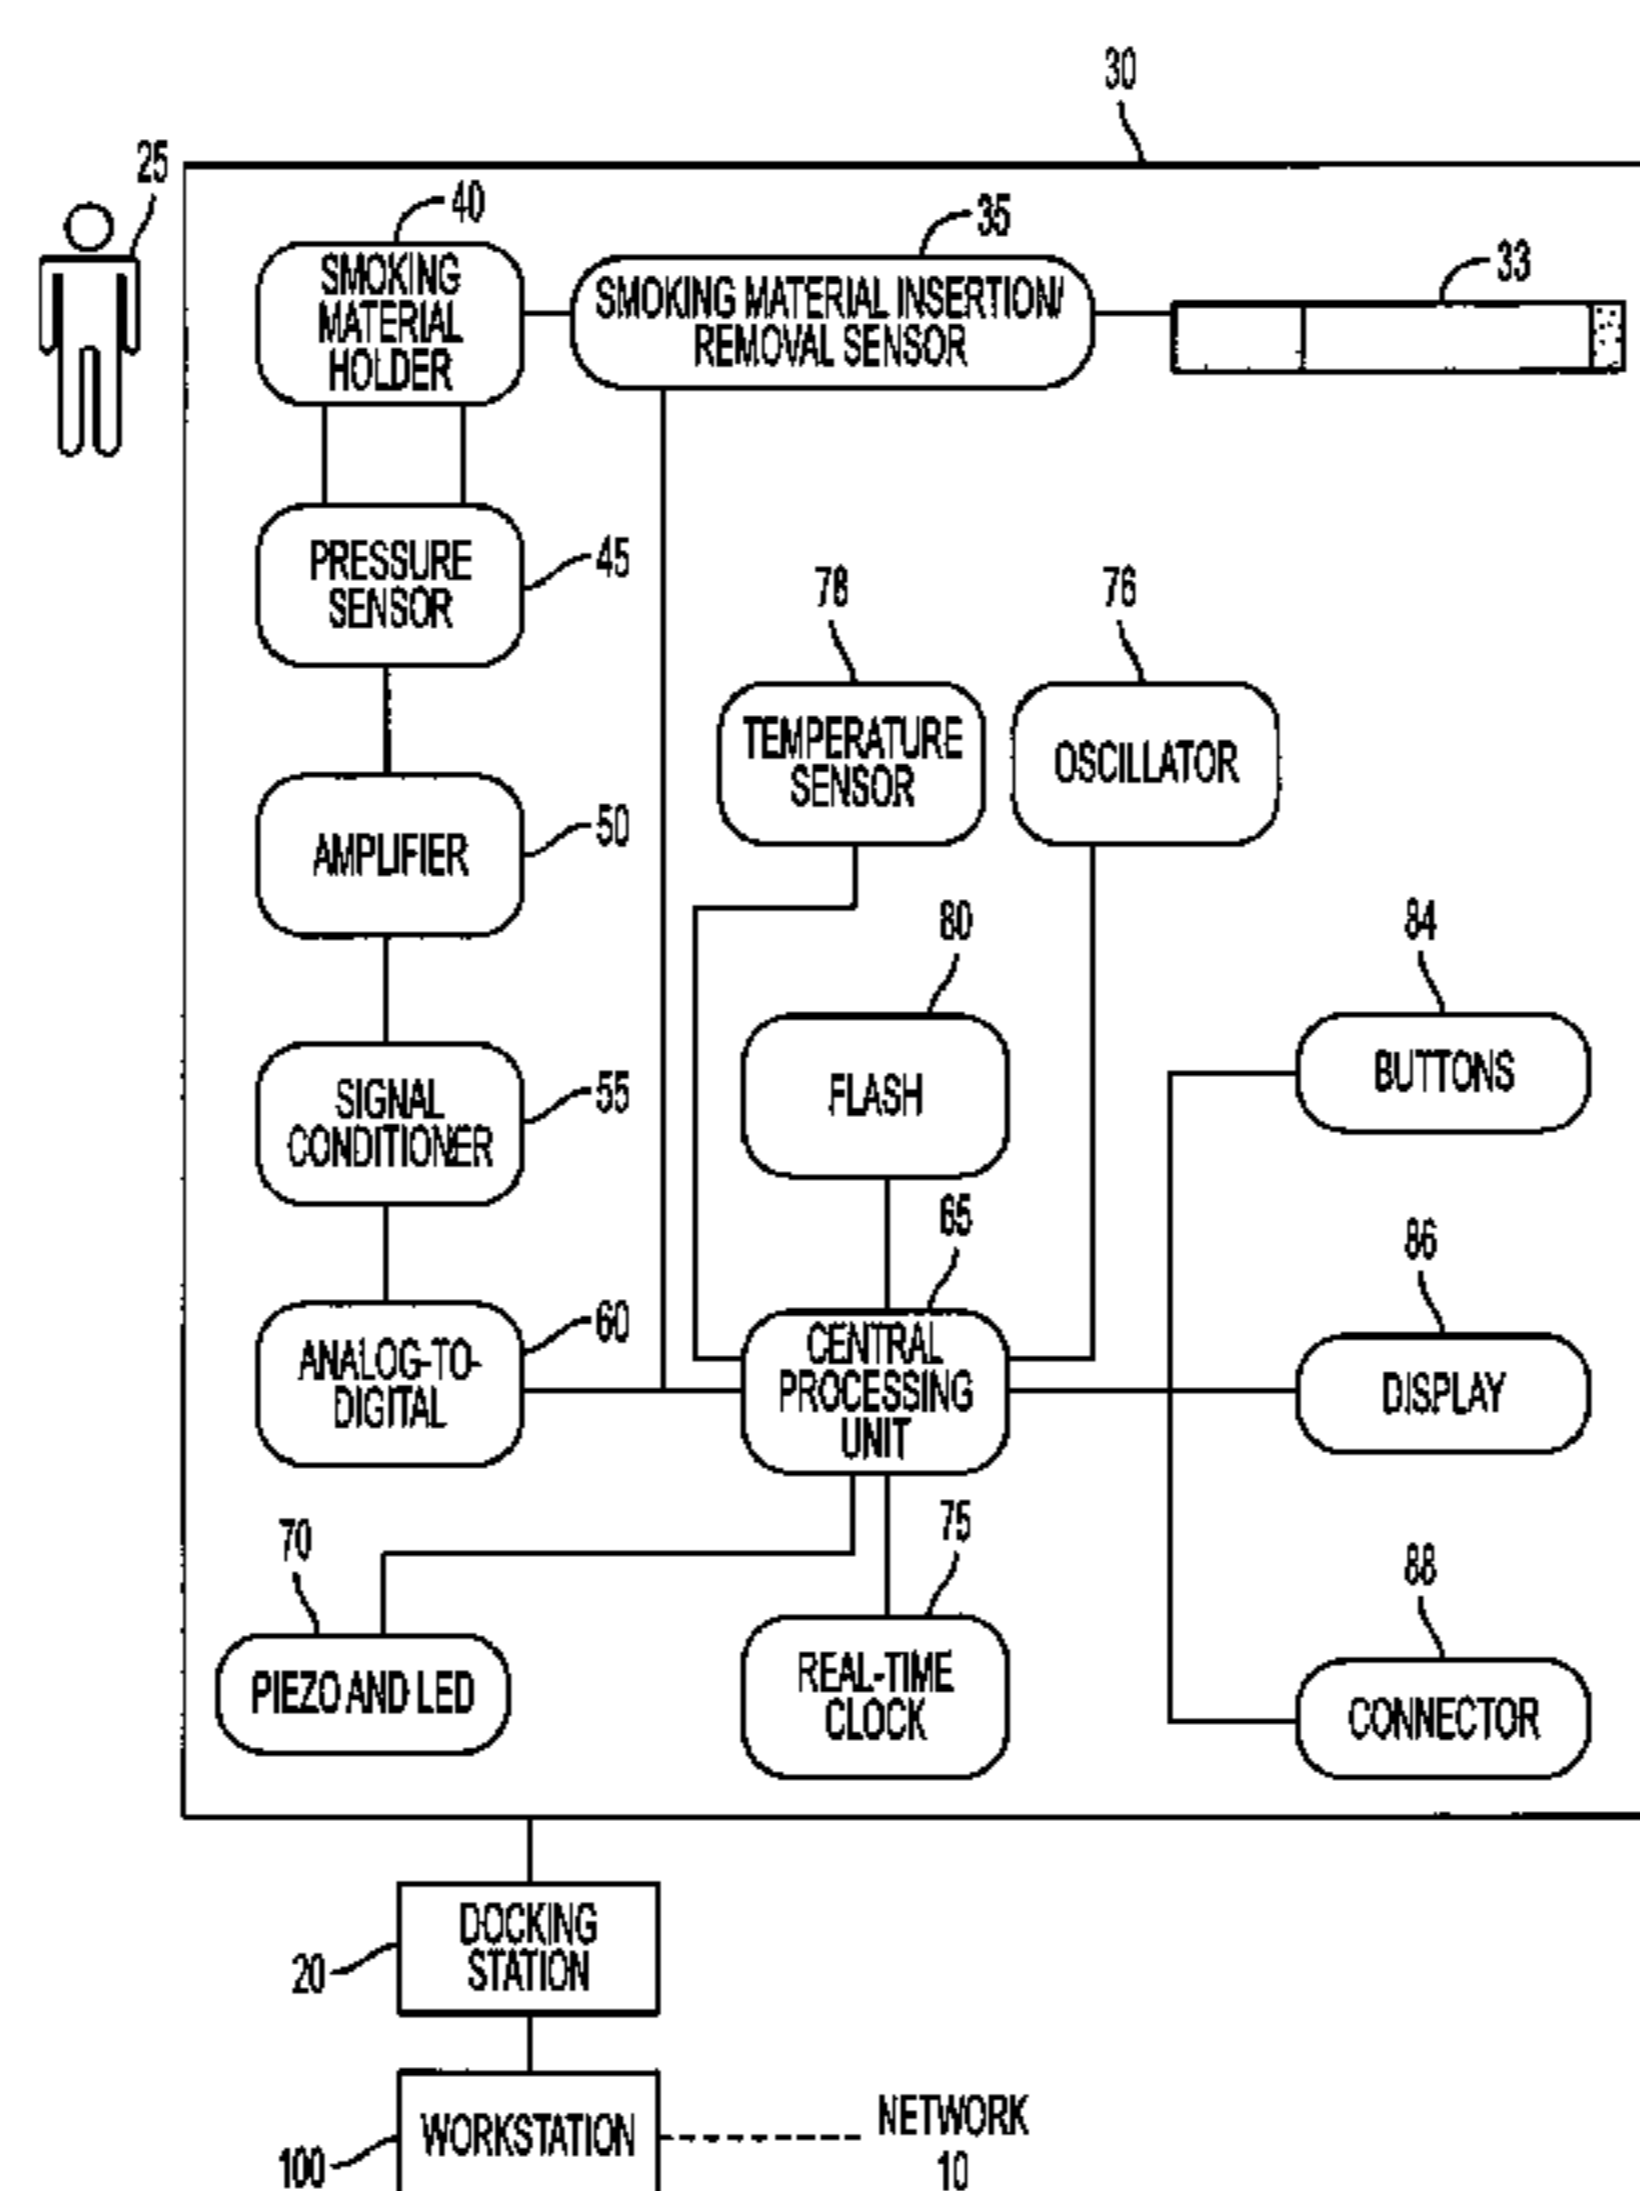 30
25
40
35
33
SMOKING
MATERIAL
HOLDER
SMOKING MATERIAL INSERTION/
REMOVAL SENSOR
PRESSURE
SENSOR
45
78
76
TEMPERATURE
SENSOR
OSCILLATOR
AMPLIFIER
50
80
84
SIGNAL
CONDITIONER
55
FLASH
BUTTONS
65
86
ANALOG-TO-
DIGITAL
60
CENTRAL
PROCESSING
UNIT
DISPLAY
70
75
88
PIEZO AND LED
REAL-TIME
CLOCK
CONNECTOR
DOCKING
STATION
20
WORKSTATION
100
NETWORK
10